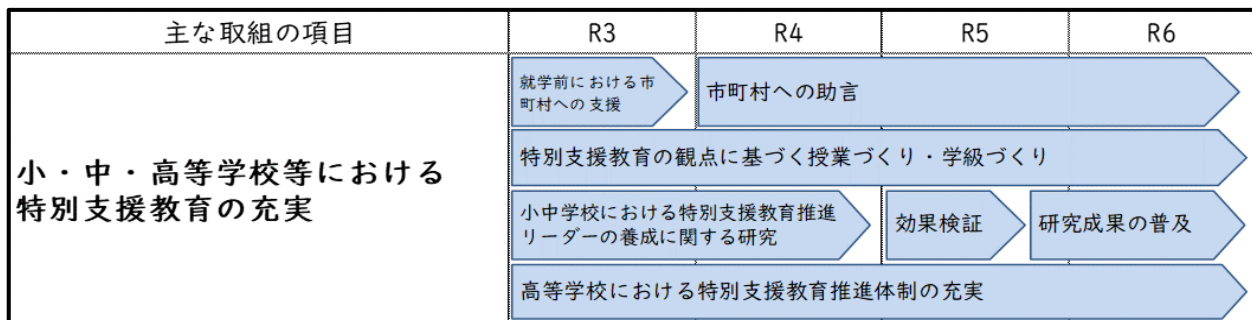 主な取組の項目 R3 R4 R5 R6
小・中・高等学校等における
特別支援教育の充実
就学前における市
町村への支援
市町村への助言
特別支援教育の観点に基づく授業づくり・学級づくり
小中学校における特別支援教育推進
リーダーの養成に関する研究
効果検証
研究成果の普及
高等学校における特別支援教育推進体制の充実